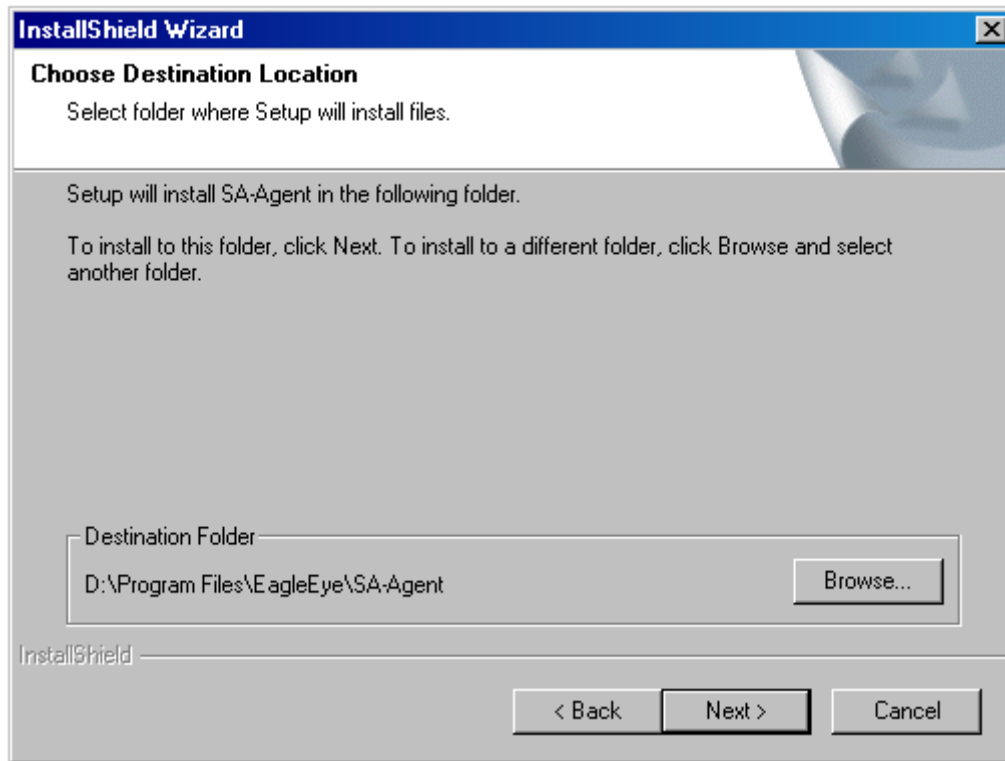 InstallShield Wizard
Choose Destination Location
Select folder where Setup will install files.
Setup will install SA-Agent in the following folder.
To install to this folder, click Next. To install to a different folder, click Browse and select
another folder.
Destination Folder
D:\Program Files\EagleEye\SA-Agent
Browse...
InstallShield
< Back
Next >
Cancel